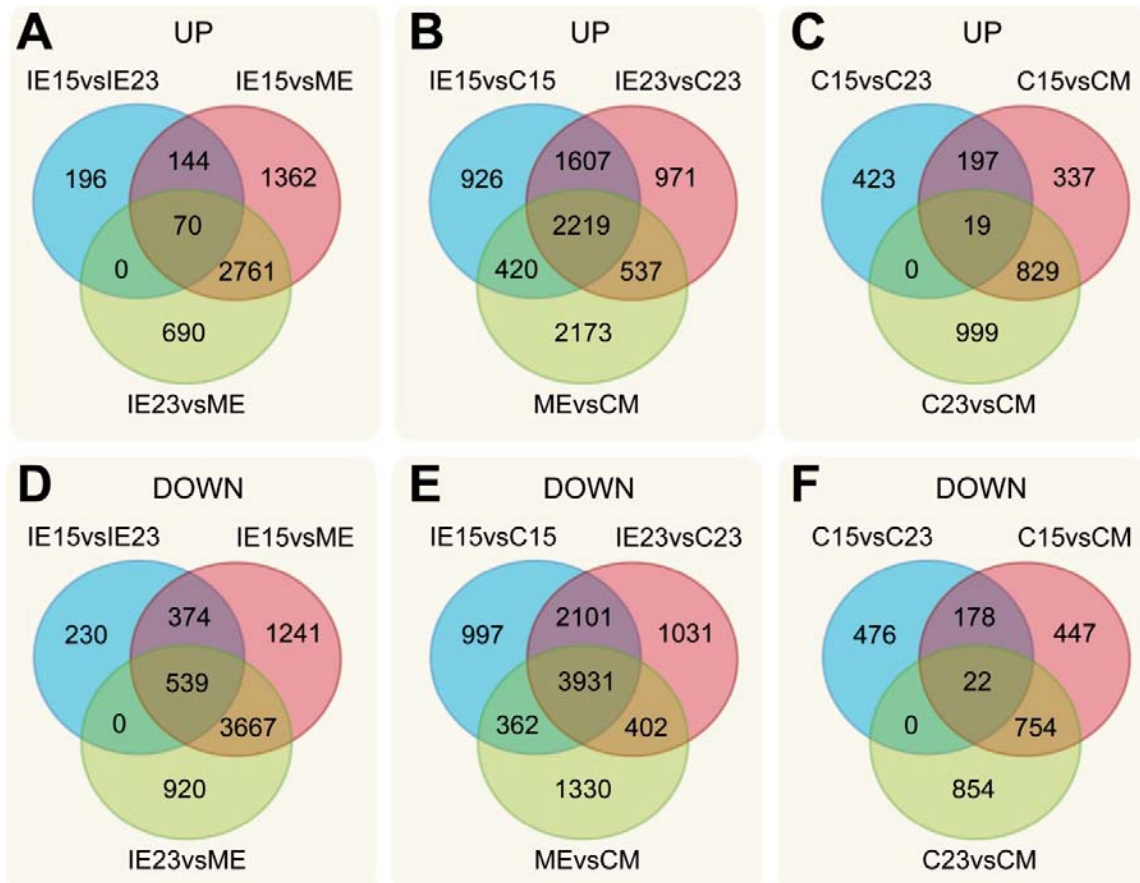 A
UP
IE15vsIE23 IE15vsME
196 144 1362
70
0 2761
690
IE23vsME
B
UP
IE15vsC15 IE23vsC23
926 1607 971
2219
420 537
2173
MEvsCM
C
UP
C15vsC23 C15vsCM
423 197 337
19
0 829
999
C23vsCM
D
DOWN
IE15vsIE23 IE15vsME
230 374 1241
539
0 3667
920
IE23vsME
E
DOWN
IE15vsC15 IE23vsC23
997 2101 1031
3931
362 402
1330
MEvsCM
F
DOWN
C15vsC23 C15vsCM
476 178 447
22
0 754
854
C23vsCM